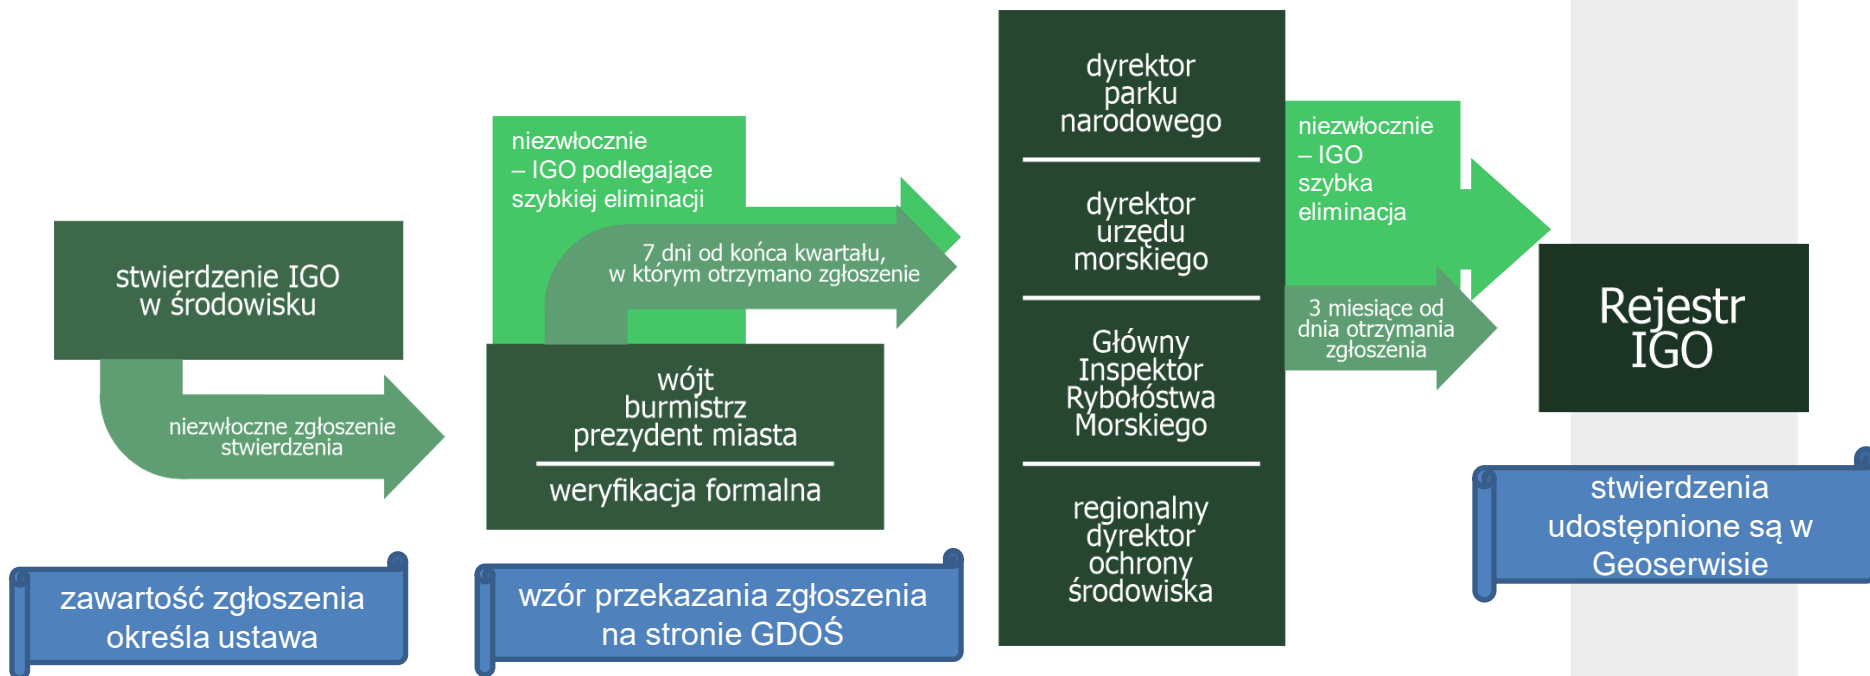 stwierdzenie IGO
w środowisku
niezwłoczne zgłoszenie
stwierdzenia
zawartość zgłoszenia
określa ustawa
niezwłocznie
– IGO podlegające
szybkiej eliminacji
7 dni od końca kwartału,
w którym otrzymano zgłoszenie
wójt
burmistrz
prezydent miasta
weryfikacja formalna
wzór przekazania zgłoszenia
na stronie GDOŚ
dyrektor
parku
narodowego
dyrektor
urzędu
morskiego
Główny
Inspektor
Rybołóstwa
Morskiego
regionalny
dyrektor
ochrony
środowiska
niezwłocznie
– IGO
szybka
eliminacja
3 miesiące od
dnia otrzymania
zgłoszenia
Rejestr
IGO
stwierdzenia
udostępnione są w
Geoserwisie